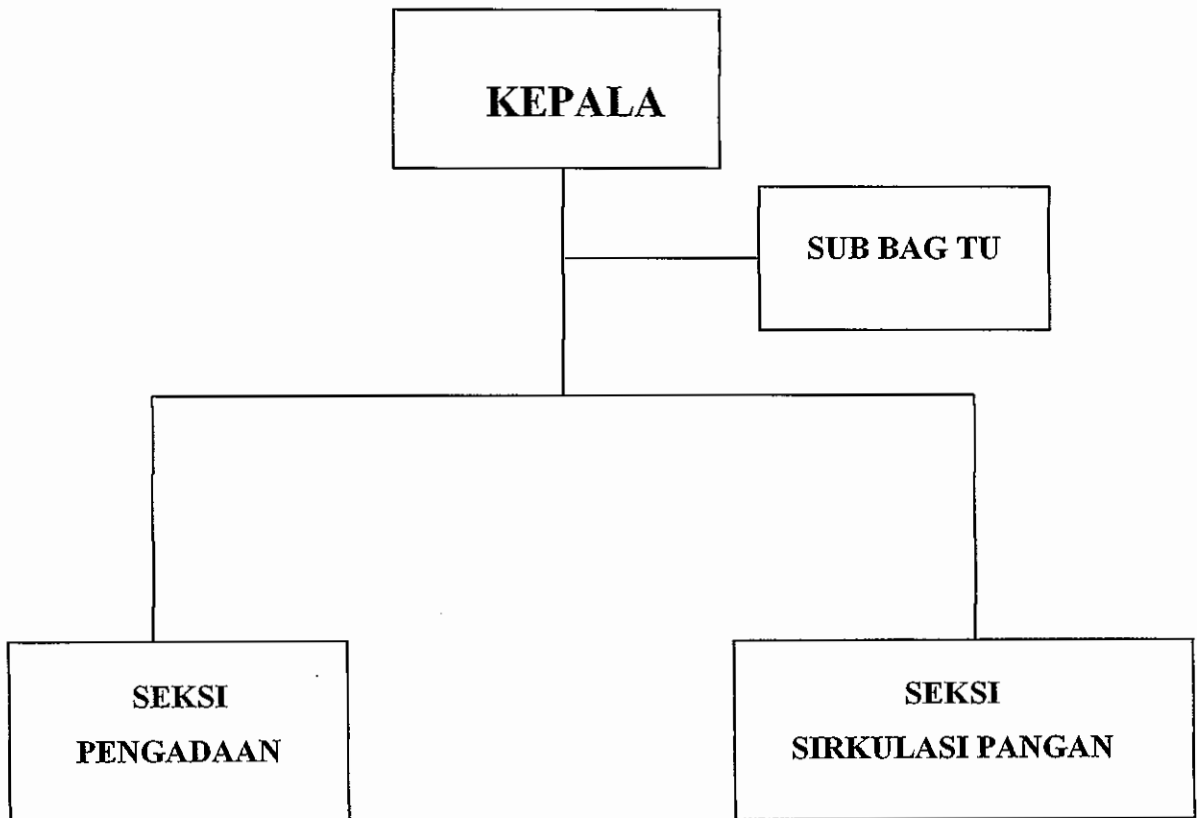 KEPALA
SUB BAG TU
SEKSI
PENGADAAN
SEKSI
SIRKULASI PANGAN